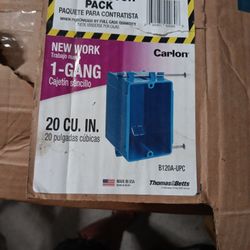 PACK
PAQUETE PARA CONTRATISTA
NEW WORK
Trabajo nuevo
1-GANG
Cajetín sencillo
Carlon®
20 CU. IN.
20 pulgadas cúbicas
B120A-UPC
MADE IN USA
Thomas&Betts